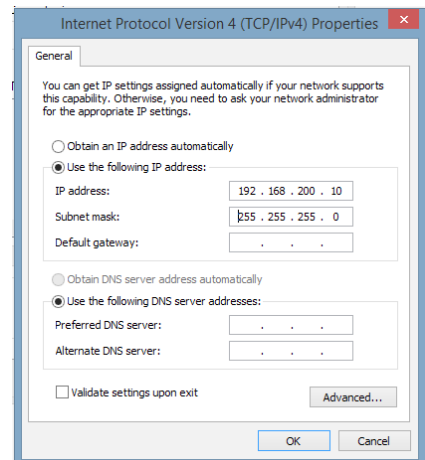 Internet Protocol Version 4 (TCP/IPv4) Properties
General
You can get IP settings assigned automatically if your network supports
this capability. Otherwise, you need to ask your network administrator
for the appropriate IP settings.
Obtain an IP address automatically
Use the following IP address:
IP address: 192 . 168 . 200 . 10
Subnet mask: 255 . 255 . 255 . 0
Default gateway: . . .
Obtain DNS server address automatically
Use the following DNS server addresses:
Preferred DNS server: . . .
Alternate DNS server: . . .
Validate settings upon exit
Advanced...
OK Cancel